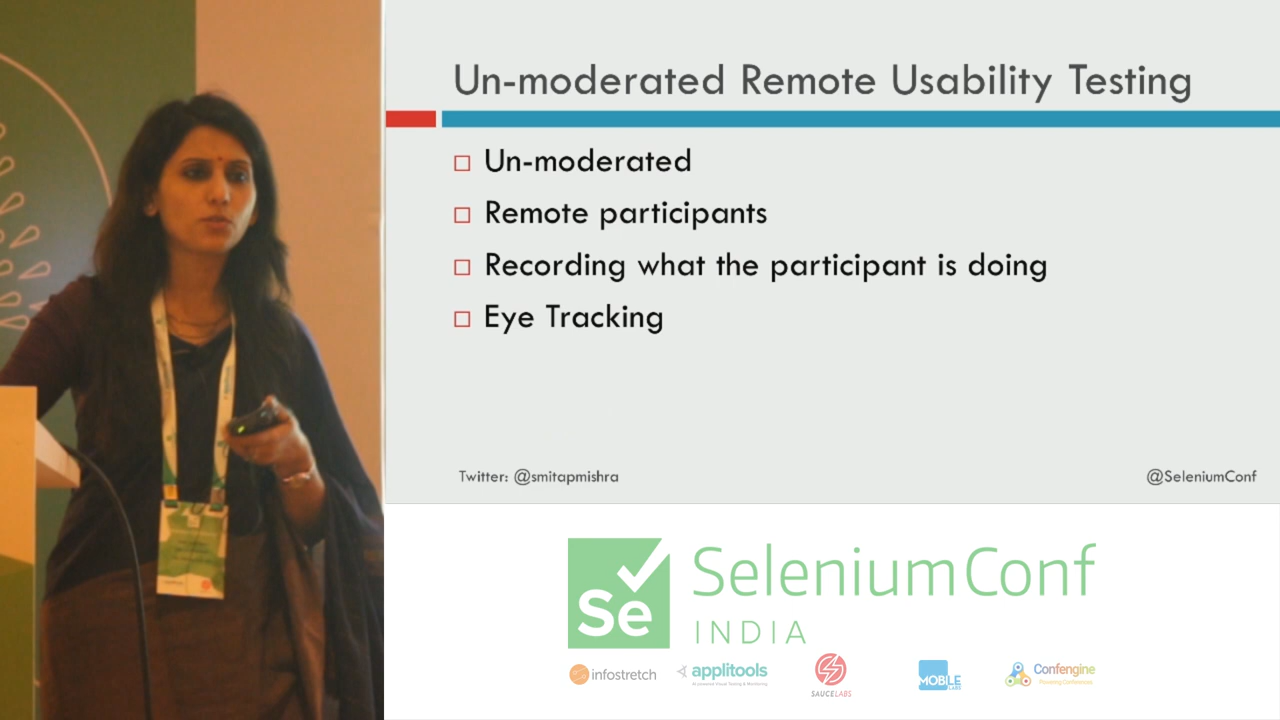 Un-moderated Remote Usability Testing
Un-moderated
Remote participants
Recording what the participant is doing
Eye Tracking
Twitter: @smitapmishra
@SeleniumConf
Se
SeleniumConf
INDIA
infostretch
applitools
SAUCELABS
MOBILE
LABS
Confengine